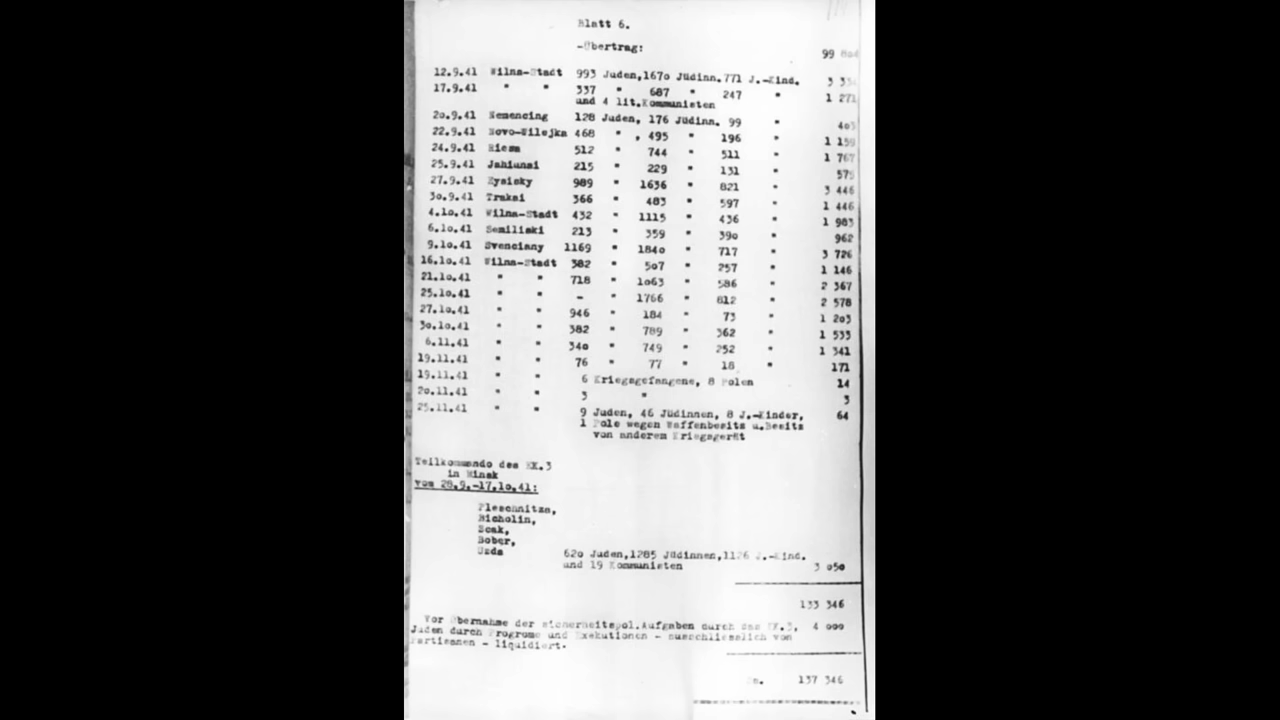 Blatt 6.
-Übertrag:
99 804
12.9.41 Wilna-Stadt 993 Juden,167o Jüdinn.771 J.-Kind. 3 334
17.9.41 " " 337 " 687 " 247 " 1 271
und 4 lit.Kommunisten
2o.9.41 Nemencing 128 Juden, 176 Jüdinn. 99 " 4o3
22.9.41 Novo-Wilejka 468 " , 495 " 196 " 1 159
24.9.41 Riesa 512 " 744 " 511 " 1 767
25.9.41 Jahiunai 215 " 229 " 131 " 575
27.9.41 Eysisky 989 " 1636 " 821 " 3 446
3o.9.41 Trakai 366 " 483 " 597 " 1 446
4.1o.41 Wilna-Stadt 432 " 1115 " 436 " 1 983
6.1o.41 Semiliski 213 " 359 " 39o " 962
9.1o.41 Svenciany 1169 " 184o " 717 " 3 726
16.1o.41 Wilna-Stadt 382 " 5o7 " 257 " 1 146
21.1o.41 " " 718 " 1o63 " 586 " 2 367
25.1o.41 " " - " 1766 " 812 " 2 578
27.1o.41 " " 946 " 184 " 73 " 1 2o3
3o.1o.41 " " 382 " 789 " 362 " 1 533
6.11.41 " " 34o " 749 " 252 " 1 341
19.11.41 " " 76 " 77 " 18 " 171
19.11.41 " " 6 Kriegsgefangene, 8 Polen 14
2o.11.41 " " 3 " 3
25.11.41 " " 9 Juden, 46 Jüdinnen, 8 J.-Kinder, 64
1 Pole wegen Waffenbesitz u.Besitz
von anderem Kriegsgerät
Teilkommando des EK.3
in Minsk
vom 28.9.-17.1o.41:
Pleschnitza,
Bicholin,
Scak,
Bober,
Uzda
62o Juden,1285 Jüdinnen,1126 J.-Kind.
und 19 Kommunisten 3 o5o
133 346
Vor Übernahme der sicherheitspol.Aufgaben durch das EK.3, 4 ooo
Juden durch Progrome und Exekutionen - ausschliesslich von
Partisanen - liquidiert.
137 346